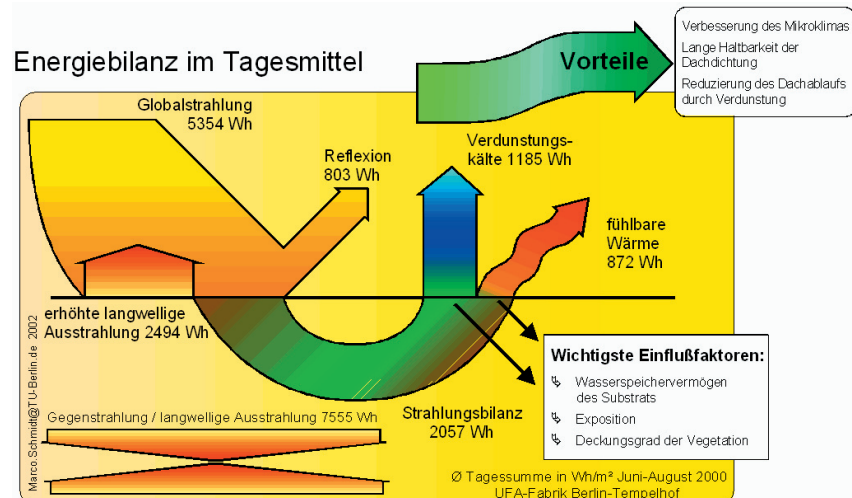 Energiebilanz im Tagesmittel
Vorteile
Verbesserung des Mikroklimas
Lange Haltbarkeit der
Dachdichtung
Reduzierung des Dachablaufs
durch Verdunstung
Globalstrahlung
5354 Wh
Reflexion
803 Wh
Verdunstungs-
kälte 1185 Wh
fühlbare
Wärme
872 Wh
erhöhte langwellige
Ausstrahlung 2494 Wh
Wichtigste Einflußfaktoren:
Wasserspeichervermögen
des Substrats
Exposition
Deckungsgrad der Vegetation
Strahlungsbilanz
2057 Wh
Gegenstrahlung / langwellige Ausstrahlung 7555 Wh
Ø Tagessumme in Wh/m² Juni-August 2000
UFA-Fabrik Berlin-Tempelhof
Marco.Schmidt@TU-Berlin.de 2002